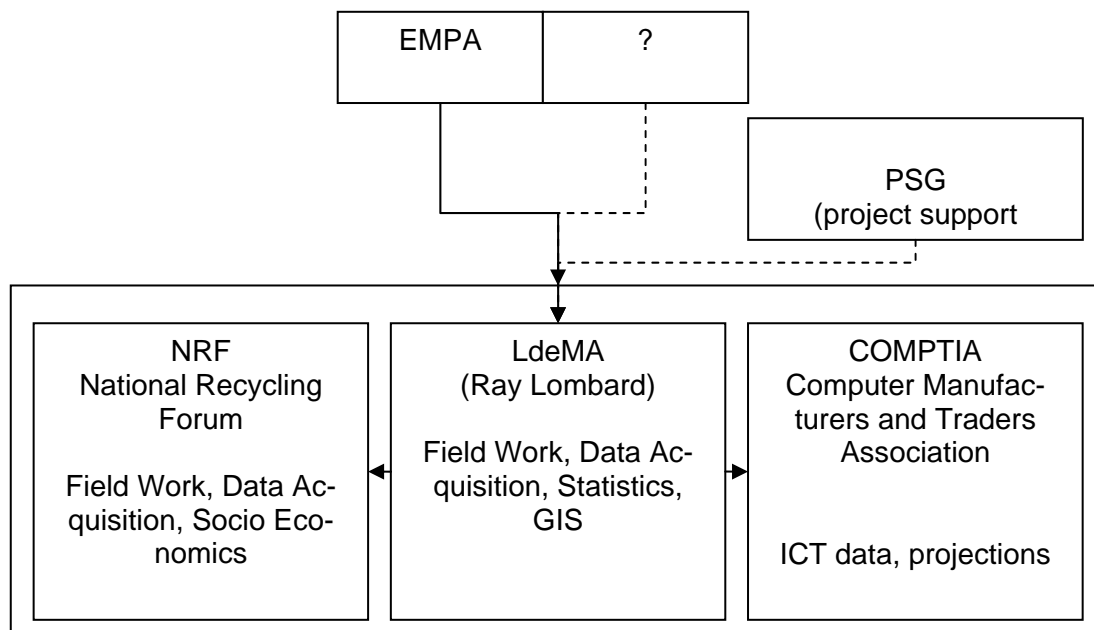 EMPA
?
PSG
(project support
NRF
National Recycling
Forum
Field Work, Data Ac-
quisition, Socio Eco-
nomics
LdeMA
(Ray Lombard)
Field Work, Data Ac-
quisition, Statistics,
GIS
COMPTIA
Computer Manufac-
turers and Traders
Association
ICT data, projections